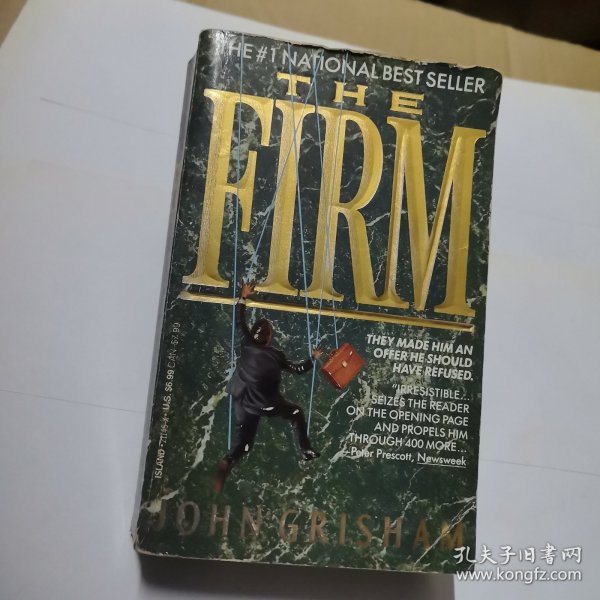 THE #1 NATIONAL BEST SELLER
THE
FIRM
THEY MADE HIM AN
OFFER HE SHOULD
HAVE REFUSED.
"IRRESISTIBLE...
SEIZES THE READER
ON THE OPENING PAGE
AND PROPELS HIM
THROUGH 400 MORE...
—Peter Prescott, Newsweek
JOHN GRISHAM
ISLAND • U.S. $6.99 CAN. $7.99
孔夫子旧书网
www.kongfz.com